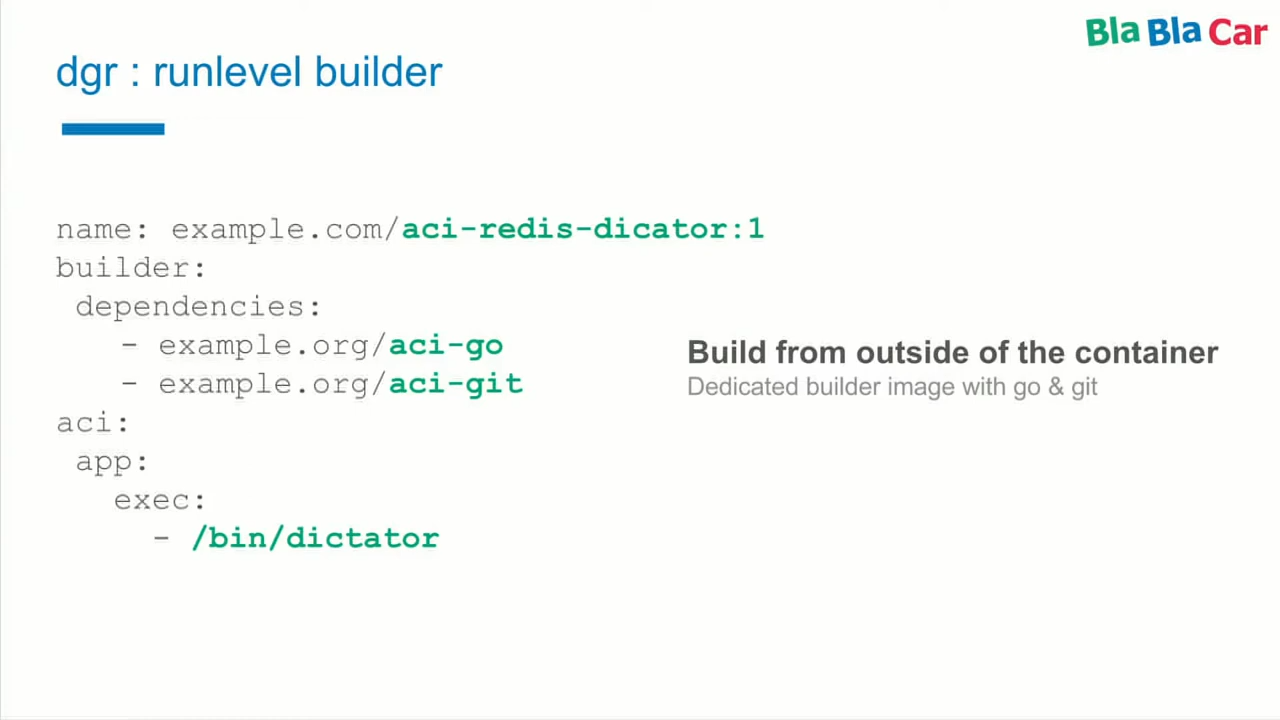 Bla Bla Car
dgr : runlevel builder
name: example.com/aci-redis-dicator:1
builder:
dependencies:
- example.org/aci-go
- example.org/aci-git
aci:
app:
exec:
- /bin/dictator
Build from outside of the container
Dedicated builder image with go & git